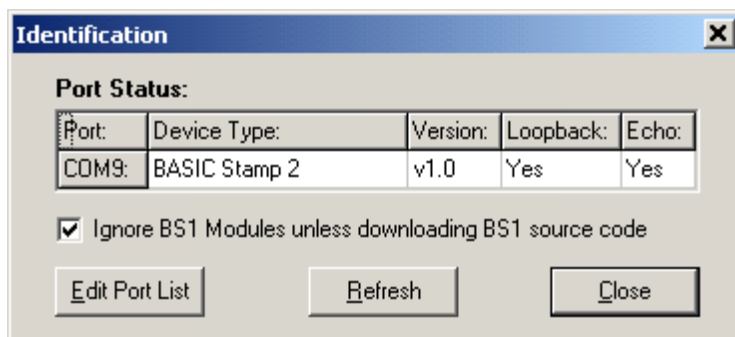 Identification
Port Status:
Port: Device Type: Version: Loopback: Echo:
COM9: BASIC Stamp 2 v1.0 Yes Yes
Ignore BS1 Modules unless downloading BS1 source code
Edit Port List Refresh Close